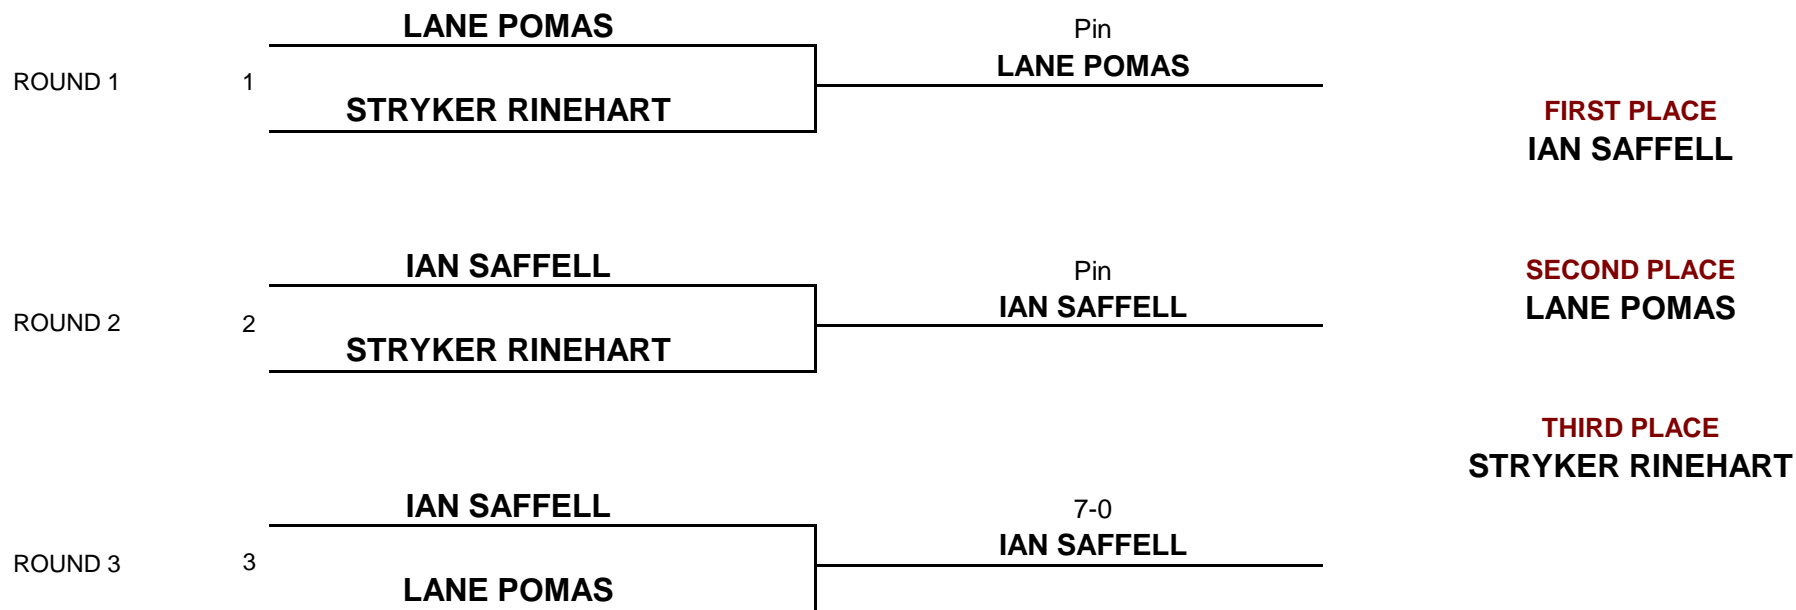 LANE POMAS
Pin
ROUND 1
1
LANE POMAS
STRYKER RINEHART
FIRST PLACE
IAN SAFFELL
IAN SAFFELL
Pin
SECOND PLACE
ROUND 2
2
IAN SAFFELL
LANE POMAS
STRYKER RINEHART
THIRD PLACE
STRYKER RINEHART
IAN SAFFELL
7-0
ROUND 3
3
IAN SAFFELL
LANE POMAS